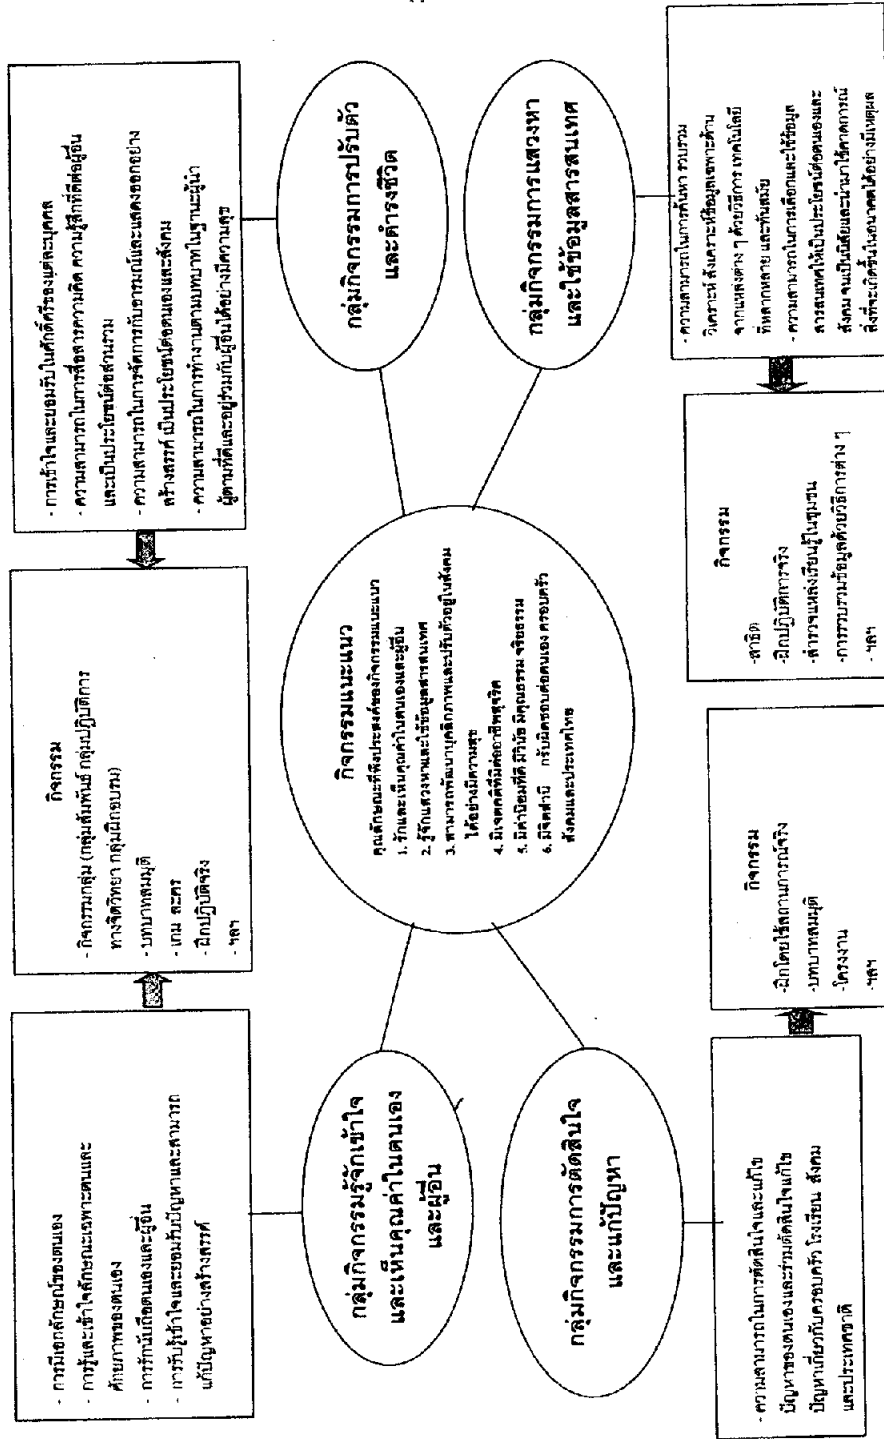 - การมีเอกลักษณ์ของตนเอง
- การรู้และเข้าใจลักษณะเฉพาะตนและ
ศักยภาพของตนเอง
- การรักนับถือตนเองและผู้อื่น
- การรับรู้เข้าใจและยอมรับปัญหาและสามารถ
แก้ปัญหาอย่างสร้างสรรค์
กิจกรรม
- กิจกรรมกลุ่ม (กลุ่มสัมพันธ์ กลุ่มปฏิบัติการ
ทางจิตวิทยา กลุ่มฝึกอบรม)
- บทบาทสมมุติ
- เกม ละคร
- ฝึกปฏิบัติจริง
- ฯลฯ
- การเข้าใจและยอมรับในศักดิ์ศรีของแต่ละบุคคล
- ความสามารถในการสื่อสารความคิด ความรู้สึกที่ดีต่อผู้อื่น
และเป็นประโยชน์ต่อส่วนรวม
- ความสามารถในการจัดการกับอารมณ์และแสดงออกอย่าง
สร้างสรรค์ เป็นประโยชน์ต่อตนเองและสังคม
- ความสามารถในการทำงานตามบทบาทในฐานะผู้นำ
ผู้ตามที่ดีและอยู่ร่วมกับผู้อื่นได้อย่างมีความสุข
กลุ่มกิจกรรมรู้จักเข้าใจ
และเห็นคุณค่าในตนเอง
และผู้อื่น
กลุ่มกิจกรรมการปรับตัว
และดำรงชีวิต
กิจกรรมแนะแนว
คุณลักษณะที่พึงประสงค์ของกิจกรรมแนะแนว
1. รักและเห็นคุณค่าในตนเองและผู้อื่น
2. รู้จักแสวงหาและใช้ข้อมูลสารสนเทศ
3. สามารถพัฒนาบุคลิกภาพและปรับตัวอยู่ในสังคม
ได้อย่างมีความสุข
4. มีเจตคติที่มีต่ออาชีพสุจริต
5. มีค่านิยมที่ดี มีวินัย มีคุณธรรม จริยธรรม
6. มีจิตสำนึกรับผิดชอบต่อตนเอง ครอบครัว
สังคมและประเทศไทย
กลุ่มกิจกรรมการตัดสินใจ
และแก้ปัญหา
กลุ่มกิจกรรมการแสวงหา
และใช้ข้อมูลสารสนเทศ
- ความสามารถในการตัดสินใจและแก้ไข
ปัญหาของตนเองและร่วมตัดสินใจแก้ไข
ปัญหาเกี่ยวกับครอบครัว โรงเรียน สังคม
และประเทศชาติ
กิจกรรม
-ฝึกโดยใช้สถานการณ์จริง
-บทบาทสมมุติ
-โครงงาน
-ฯลฯ
กิจกรรม
-สาธิต
-ฝึกปฏิบัติการจริง
-สำรวจแหล่งเรียนรู้ในชุมชน
-การรวบรวมข้อมูลด้วยวิธีการต่าง ๆ
- ฯลฯ
- ความสามารถในการค้นหา รวบรวม
วิเคราะห์ สังเคราะห์ข้อมูลเฉพาะด้าน
จากแหล่งต่าง ๆ ด้วยวิธีการ เทคโนโลยี
ที่หลากหลาย และทันสมัย
- ความสามารถในการเลือกและใช้ข้อมูล
สารสนเทศให้เป็นประโยชน์ต่อตนเองและ
สังคม จนเป็นนิสัยและนำมาใช้คาดการณ์
สิ่งที่จะเกิดขึ้นในอนาคตได้อย่างมีเหตุผล